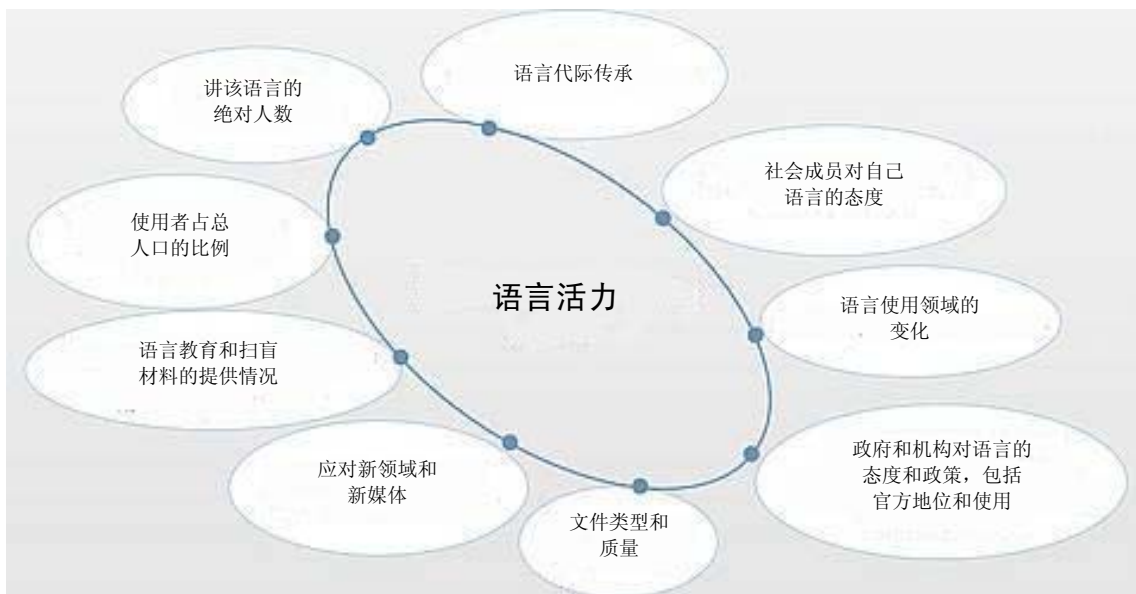 语言代际传承
讲该语言的
绝对人数
社会成员对自己
语言的态度
使用者占总
人口的比例
语言活力
语言使用领域的
变化
语言教育和扫盲
材料的提供情况
政府和机构对语言的
态度和政策，包括
官方地位和使用
应对新领域和
新媒体
文件类型和
质量